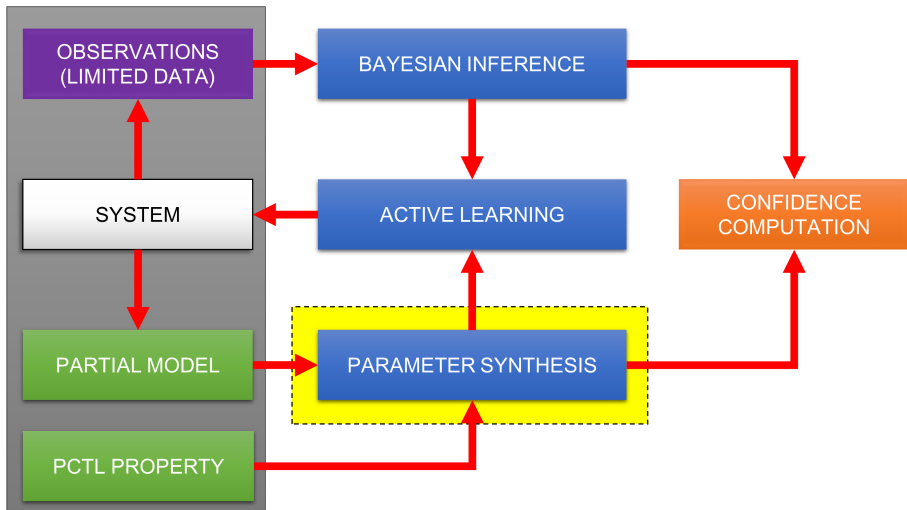 OBSERVATIONS
(LIMITED DATA)
BAYESIAN INFERENCE
SYSTEM
ACTIVE LEARNING
CONFIDENCE
COMPUTATION
PARTIAL MODEL
PARAMETER SYNTHESIS
PCTL PROPERTY